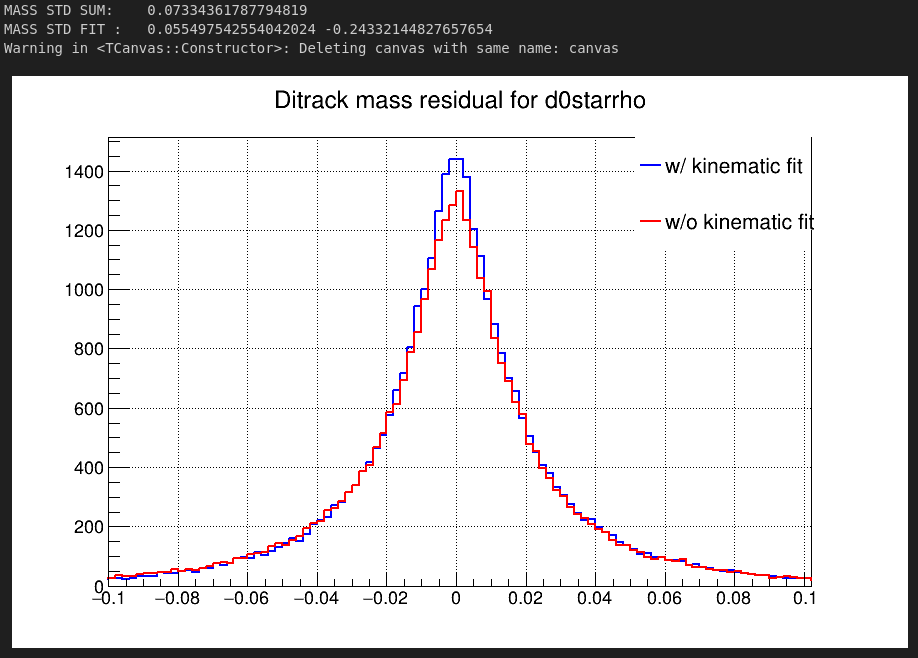 MASS STD SUM:    0.07334361787794819
MASS STD FIT :   0.055497542554042024 -0.24332144827657654
Warning in <TCanvas::Constructor>: Deleting canvas with same name: canvas
Ditrack mass residual for d0starrho
w/ kinematic fit
w/o kinematic fit
1400
1200
1000
800
600
400
200
0
−0.1 −0.08 −0.06 −0.04 −0.02 0 0.02 0.04 0.06 0.08 0.1